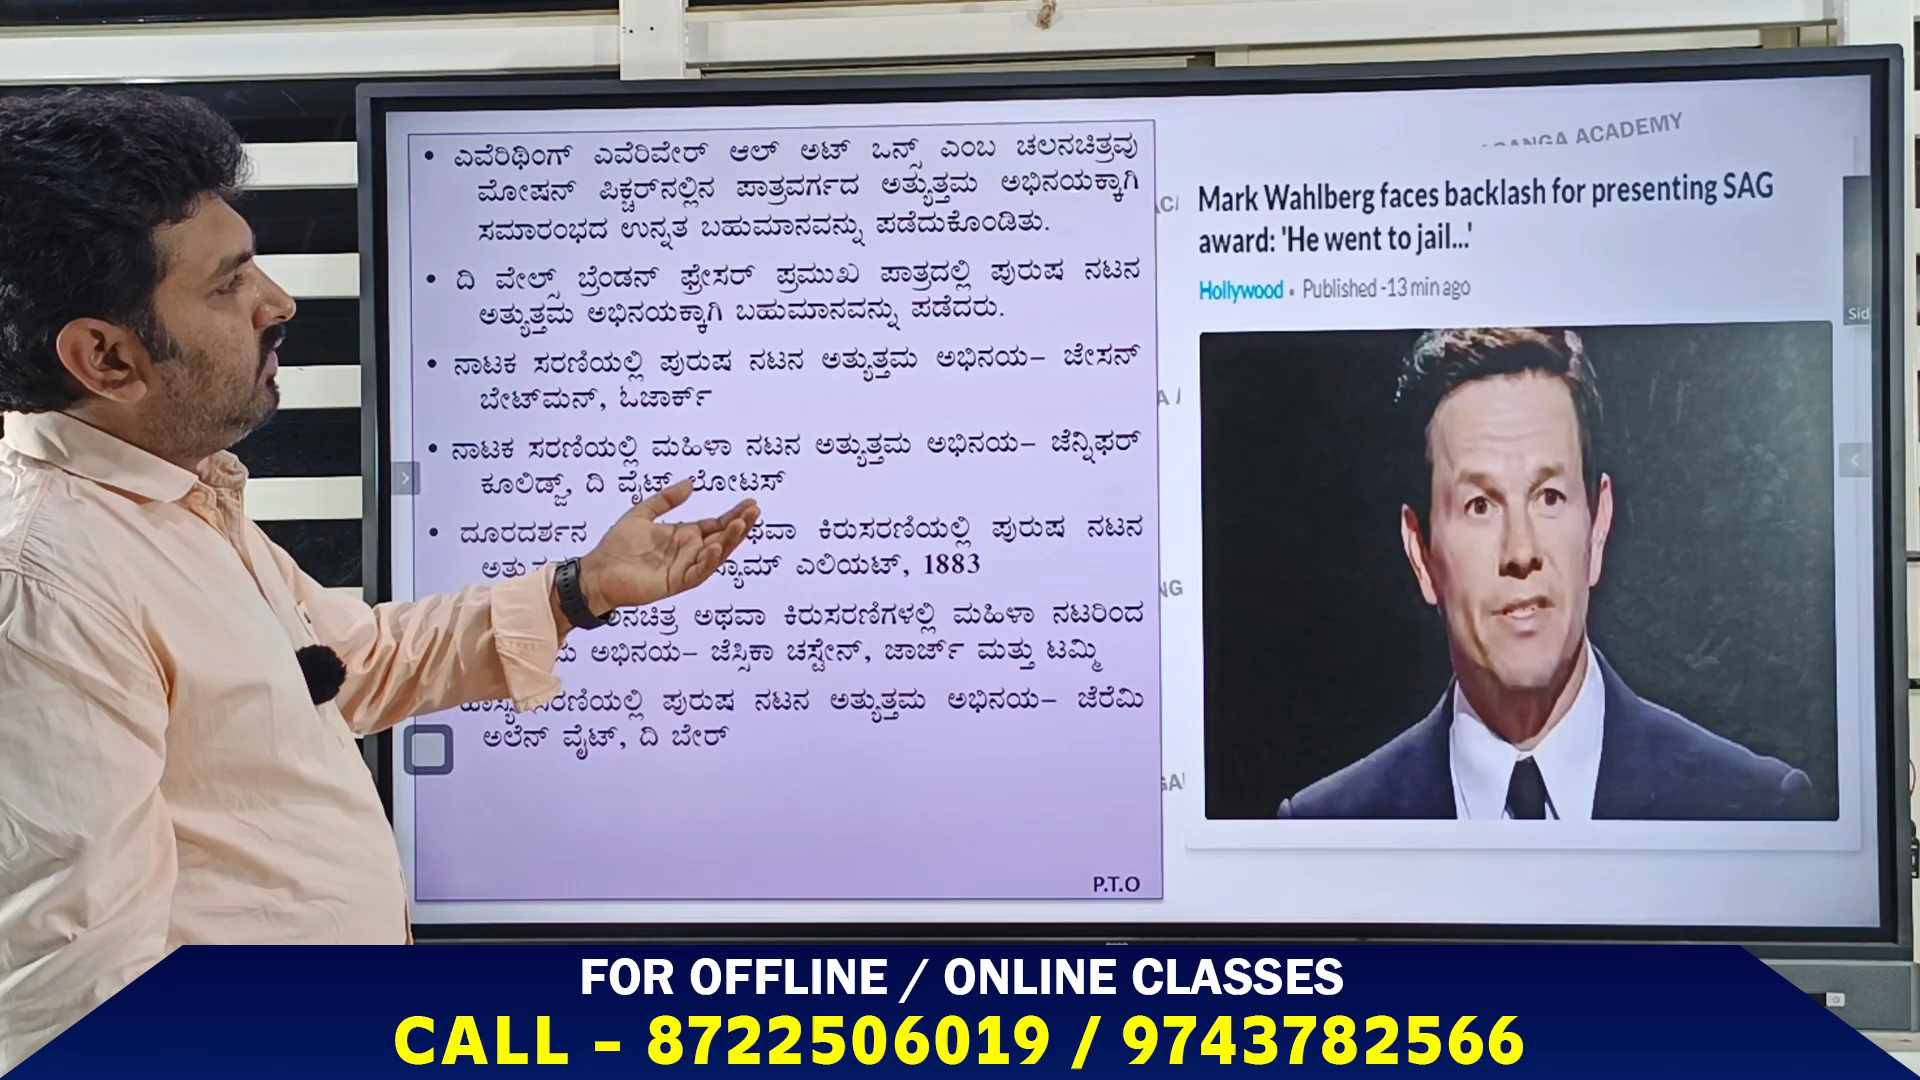 • ಎವೆರಿಥಿಂಗ್ ಎವೆರಿವೇರ್ ಆಲ್ ಅಟ್ ಒನ್ಸ್ ಎಂಬ ಚಲನಚಿತ್ರವು
ಮೋಷನ್ ಪಿಕ್ಚರ್‌ನಲ್ಲಿನ ಪಾತ್ರವರ್ಗದ ಅತ್ಯುತ್ತಮ ಅಭಿನಯಕ್ಕಾಗಿ
ಸಮಾರಂಭದ ಉನ್ನತ ಬಹುಮಾನವನ್ನು ಪಡೆದುಕೊಂಡಿತು.
• ದಿ ವೇಲ್ಸ್ ಬ್ರೆಂಡನ್ ಫ್ರೇಸರ್ ಪ್ರಮುಖ ಪಾತ್ರದಲ್ಲಿ ಪುರುಷ ನಟನ
ಅತ್ಯುತ್ತಮ ಅಭಿನಯಕ್ಕಾಗಿ ಬಹುಮಾನವನ್ನು ಪಡೆದರು.
• ನಾಟಕ ಸರಣಿಯಲ್ಲಿ ಪುರುಷ ನಟನ ಅತ್ಯುತ್ತಮ ಅಭಿನಯ– ಜೇಸನ್
ಬೇಟ್‌ಮನ್, ಓಜಾರ್ಕ್
• ನಾಟಕ ಸರಣಿಯಲ್ಲಿ ಮಹಿಳಾ ನಟನ ಅತ್ಯುತ್ತಮ ಅಭಿನಯ– ಜೆನ್ನಿಫರ್
ಕೂಲಿಡ್ಜ್, ದಿ ವೈಟ್ ಲೋಟಸ್
• ದೂರದರ್ಶನ ಕಿರುಸರಣಿಯಲ್ಲಿ ಪುರುಷ ನಟನ
ಸ್ಯಾಮ್ ಎಲಿಯಟ್, 1883
ಅಥವಾ ಕಿರುಸರಣಿಗಳಲ್ಲಿ ಮಹಿಳಾ ನಟರಿಂದ
ಅಭಿನಯ– ಜೆಸ್ಸಿಕಾ ಚಸ್ಟೇನ್, ಜಾರ್ಜ್ ಮತ್ತು ಟಮ್ಮಿ
ಹಾಸ್ಯ ಸರಣಿಯಲ್ಲಿ ಪುರುಷ ನಟನ ಅತ್ಯುತ್ತಮ ಅಭಿನಯ– ಜೆರೆಮಿ
ಅಲೆನ್ ವೈಟ್, ದಿ ಬೇರ್
P.T.O
ACADEMY
Mark Wahlberg faces backlash for presenting SAG
award: 'He went to jail...'
Hollywood • Published -13 min ago
FOR OFFLINE / ONLINE CLASSES
CALL – 8722506019 / 9743782566